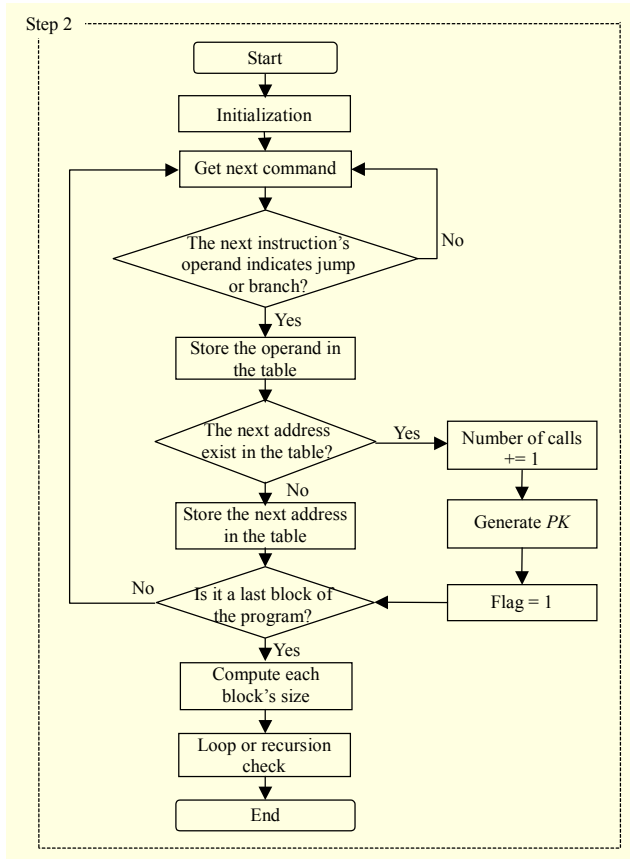 Step 2
Start
Initialization
Get next command
The next instruction's
operand indicates jump
or branch?
No
Yes
Store the operand in
the table
The next address
exist in the table?
Yes
Number of calls
+= 1
No
Generate PK
Store the next address
in the table
Flag = 1
Is it a last block of
the program?
No
Yes
Compute each
block's size
Loop or recursion
check
End